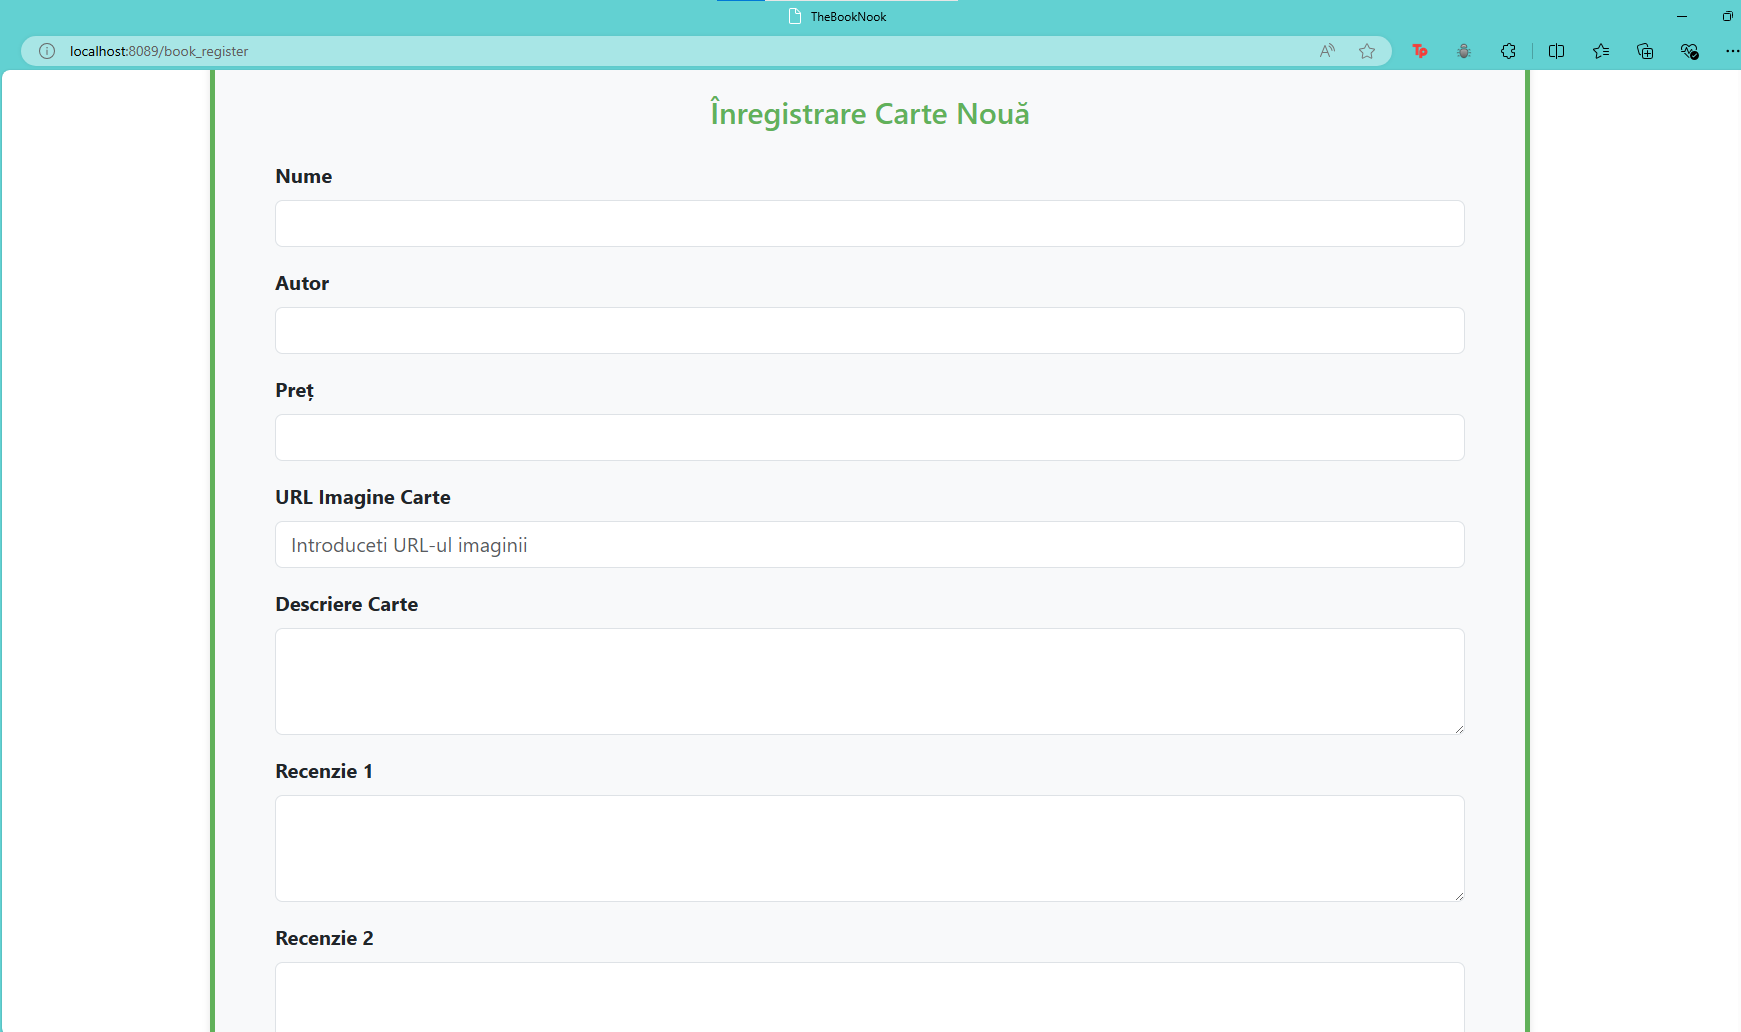 TheBookNook
localhost:8089/book_register
Înregistrare Carte Nouă
Nume
Autor
Preț
URL Imagine Carte
Introduceti URL-ul imaginii
Descriere Carte
Recenzie 1
Recenzie 2